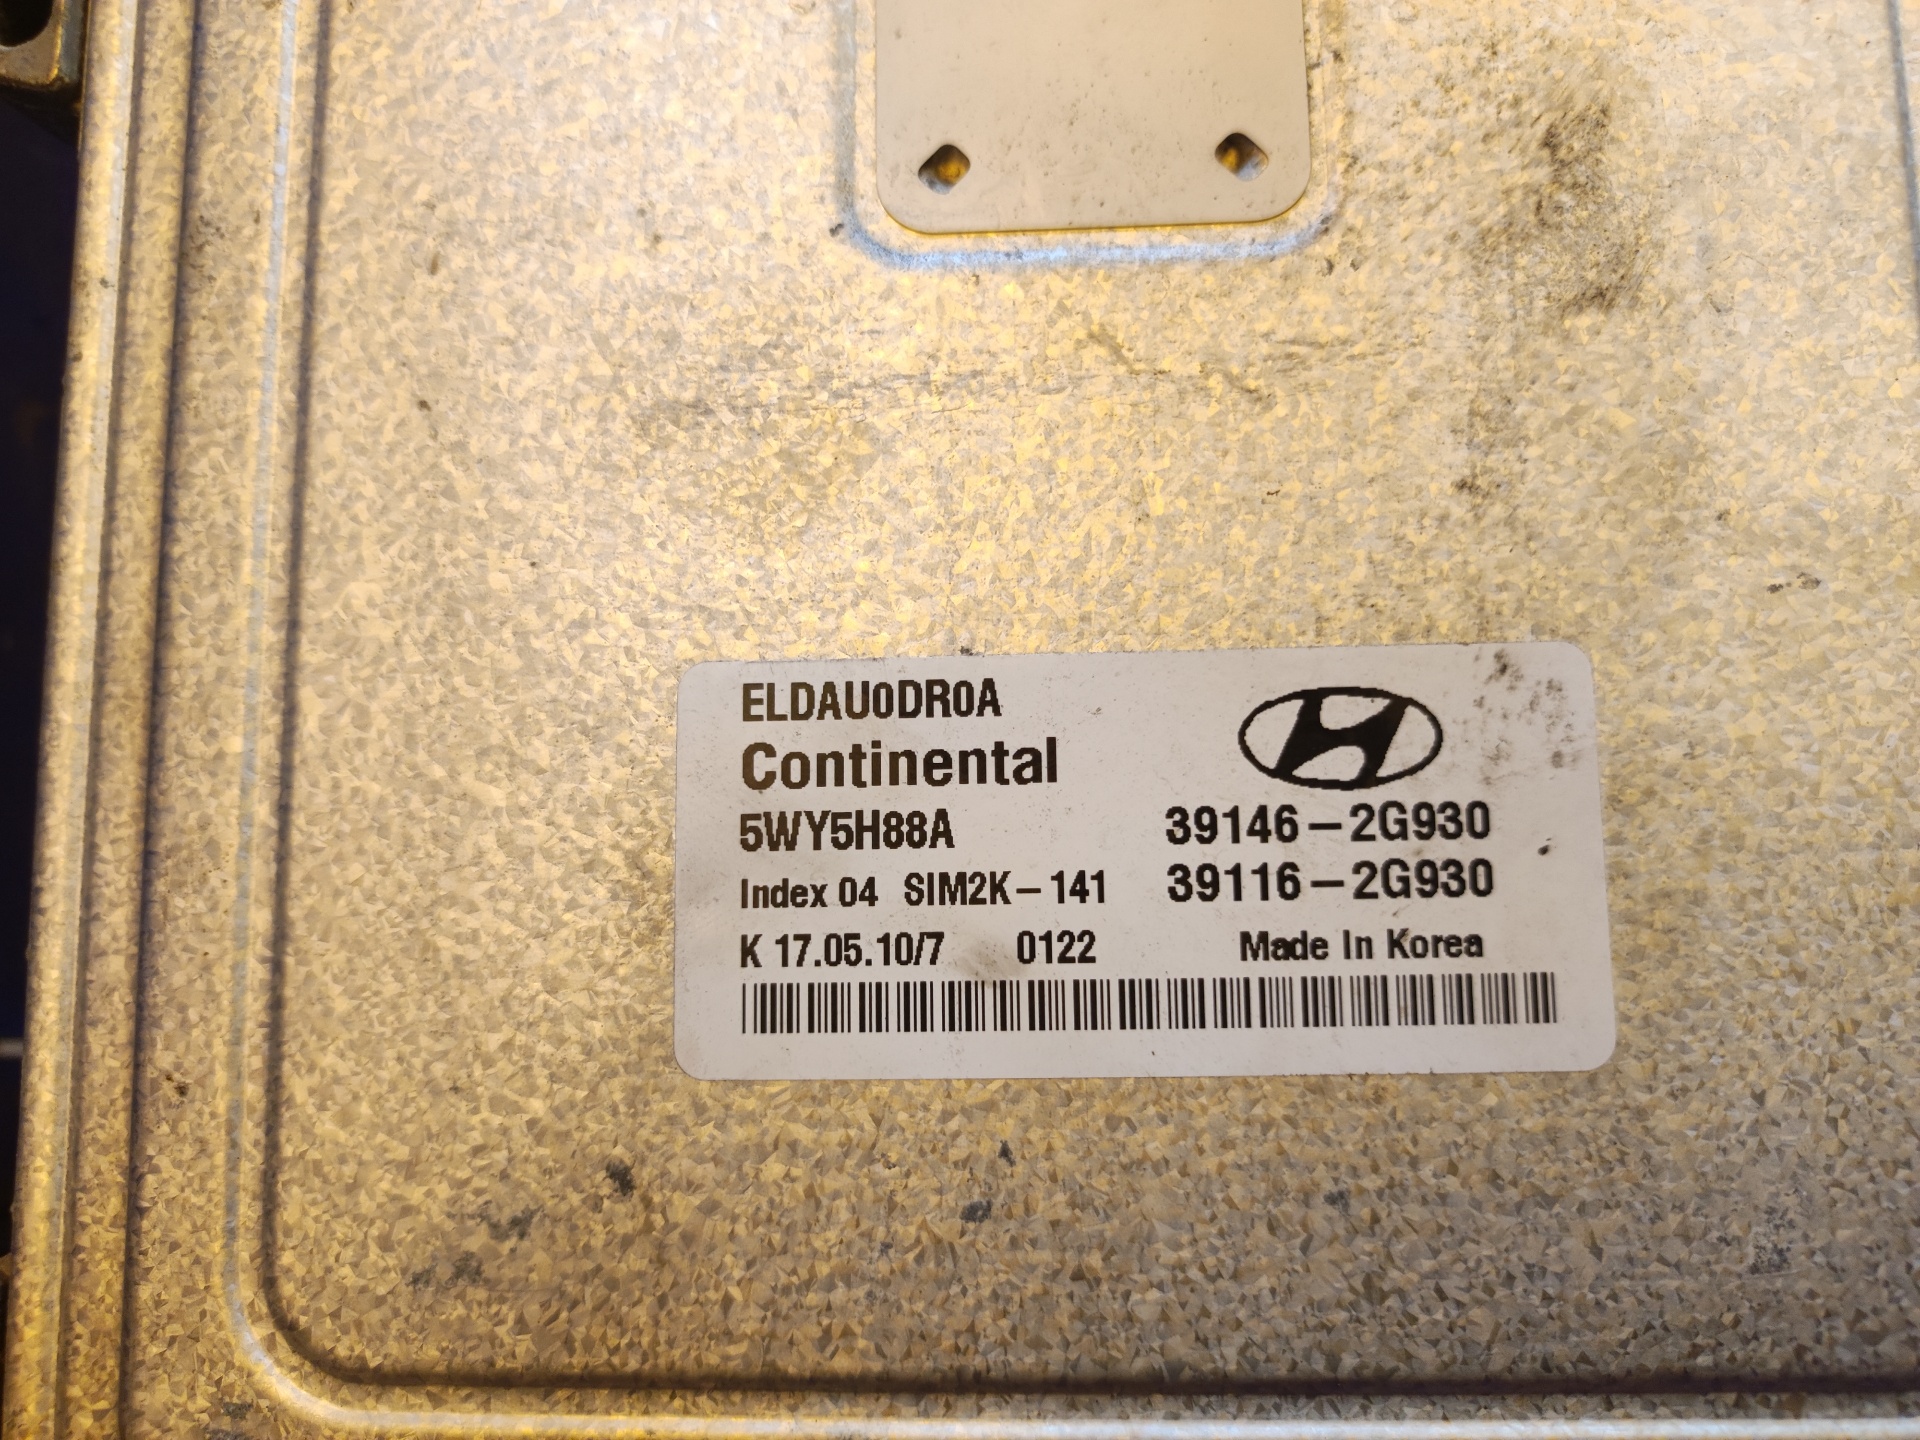 ELDAU0DR0A
Continental
5WY5H88A 39146-2G930
Index 04 SIM2K-141 39116-2G930
K 17.05.10/7 0122 Made In Korea